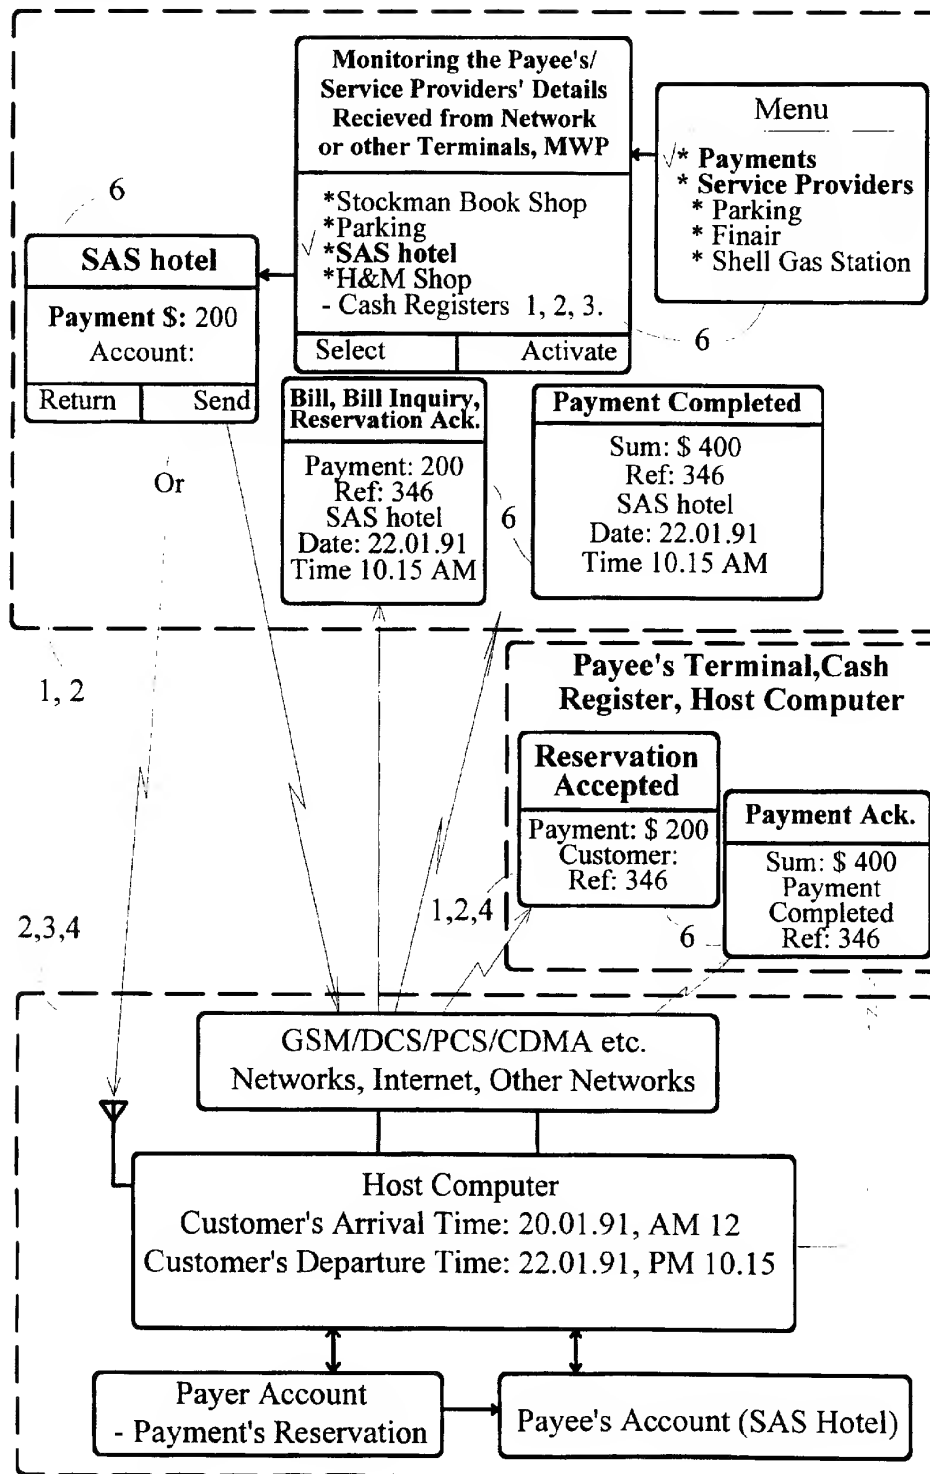 Monitoring the Payee's/
Service Providers' Details
Recieved from Network
or other Terminals, MWP
*Stockman Book Shop
*Parking
*SAS hotel
*H&M Shop
- Cash Registers 1, 2, 3.
Select Activate
Menu
* Payments
* Service Providers
* Parking
* Finair
* Shell Gas Station
6
6
SAS hotel
Payment $: 200
Account:
Return Send
Or
Bill, Bill Inquiry,
Reservation Ack.
Payment: 200
Ref: 346
SAS hotel
Date: 22.01.91
Time 10.15 AM
6
Payment Completed
Sum: $ 400
Ref: 346
SAS hotel
Date: 22.01.91
Time 10.15 AM
1, 2
Payee's Terminal,Cash
Register, Host Computer
Reservation
Accepted
Payment: $ 200
Customer:
Ref: 346
Payment Ack.
Sum: $ 400
Payment
Completed
Ref: 346
1,2,4
6
2,3,4
GSM/DCS/PCS/CDMA etc.
Networks, Internet, Other Networks
Host Computer
Customer's Arrival Time: 20.01.91, AM 12
Customer's Departure Time: 22.01.91, PM 10.15
Payer Account
- Payment's Reservation
Payee's Account (SAS Hotel)